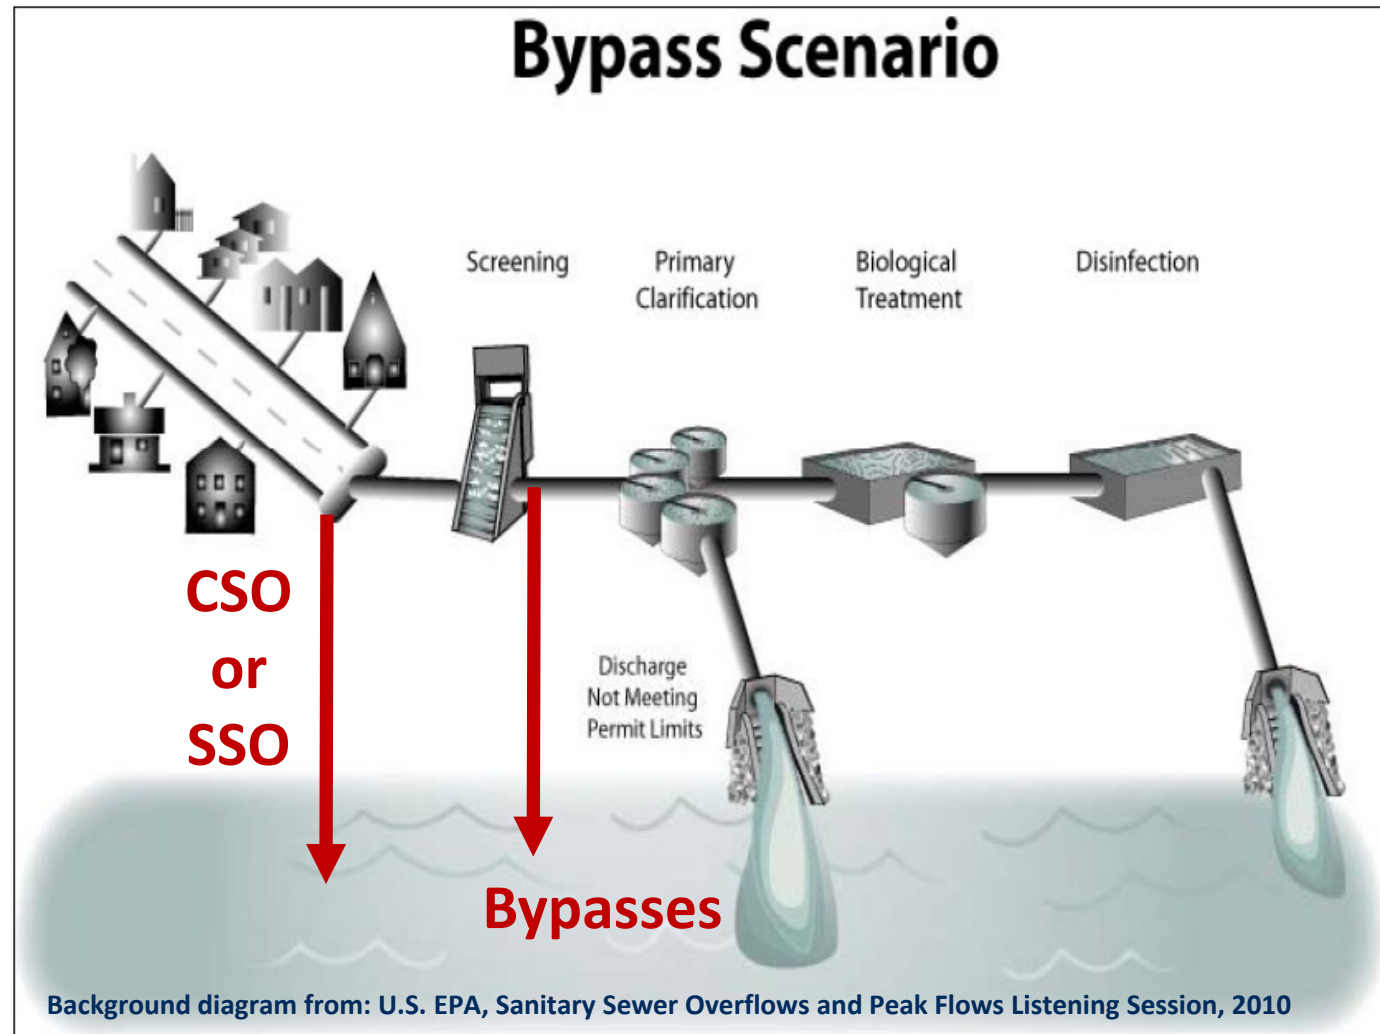 Bypass Scenario
Screening
Primary
Clarification
Biological
Treatment
Disinfection
CSO
or
SSO
Discharge
Not Meeting
Permit Limits
Bypasses
Background diagram from: U.S. EPA, Sanitary Sewer Overflows and Peak Flows Listening Session, 2010